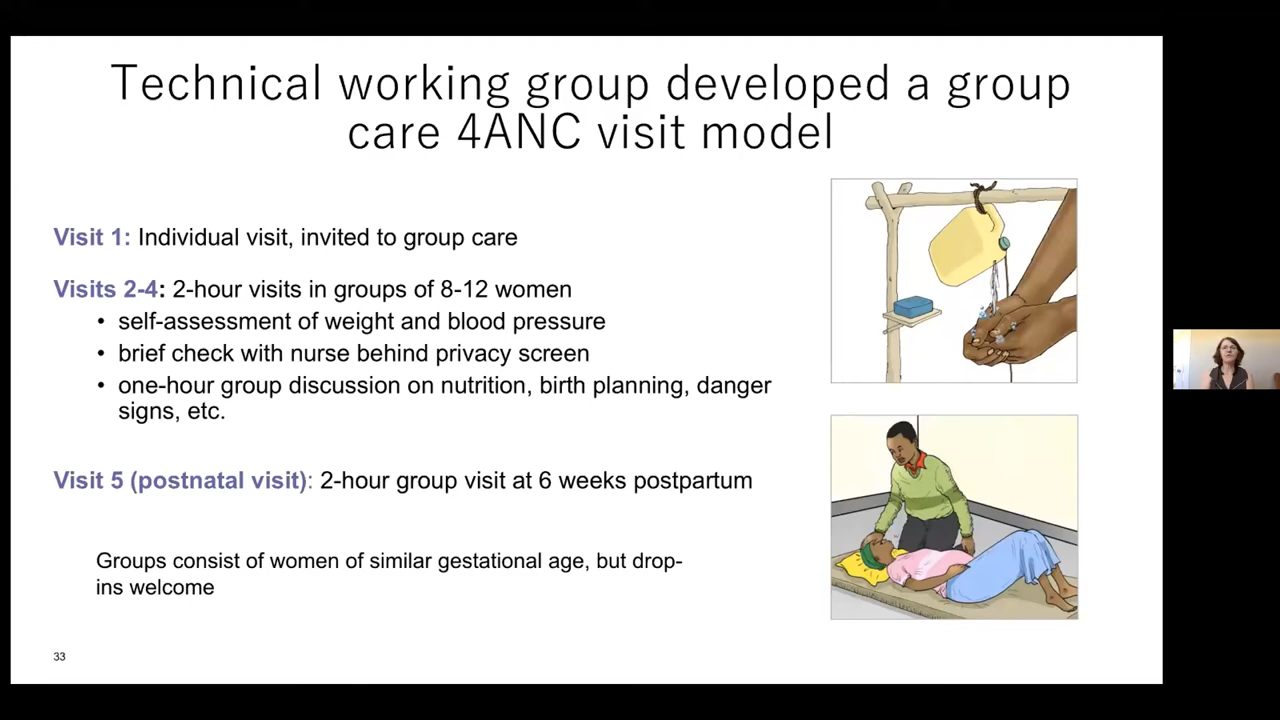 Technical working group developed a group
care 4ANC visit model
Visit 1: Individual visit, invited to group care
Visits 2-4: 2-hour visits in groups of 8-12 women
• self-assessment of weight and blood pressure
• brief check with nurse behind privacy screen
• one-hour group discussion on nutrition, birth planning, danger
signs, etc.
Visit 5 (postnatal visit): 2-hour group visit at 6 weeks postpartum
Groups consist of women of similar gestational age, but drop-
ins welcome
33